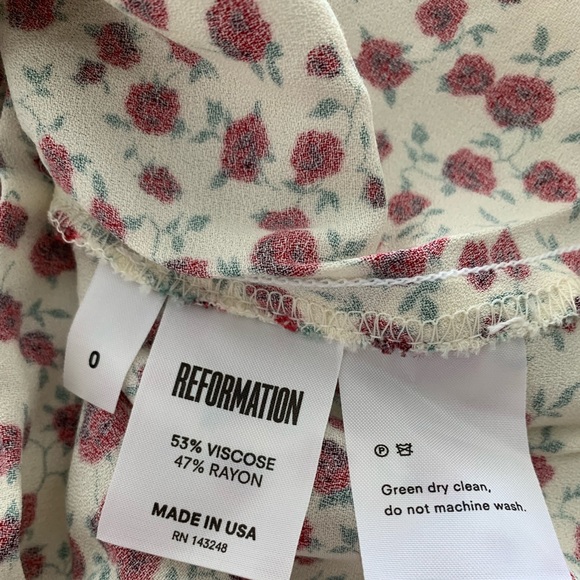 0
REFORMATION
53% VISCOSE
47% RAYON
MADE IN USA
RN 143248
P
Green dry clean,
do not machine wash.